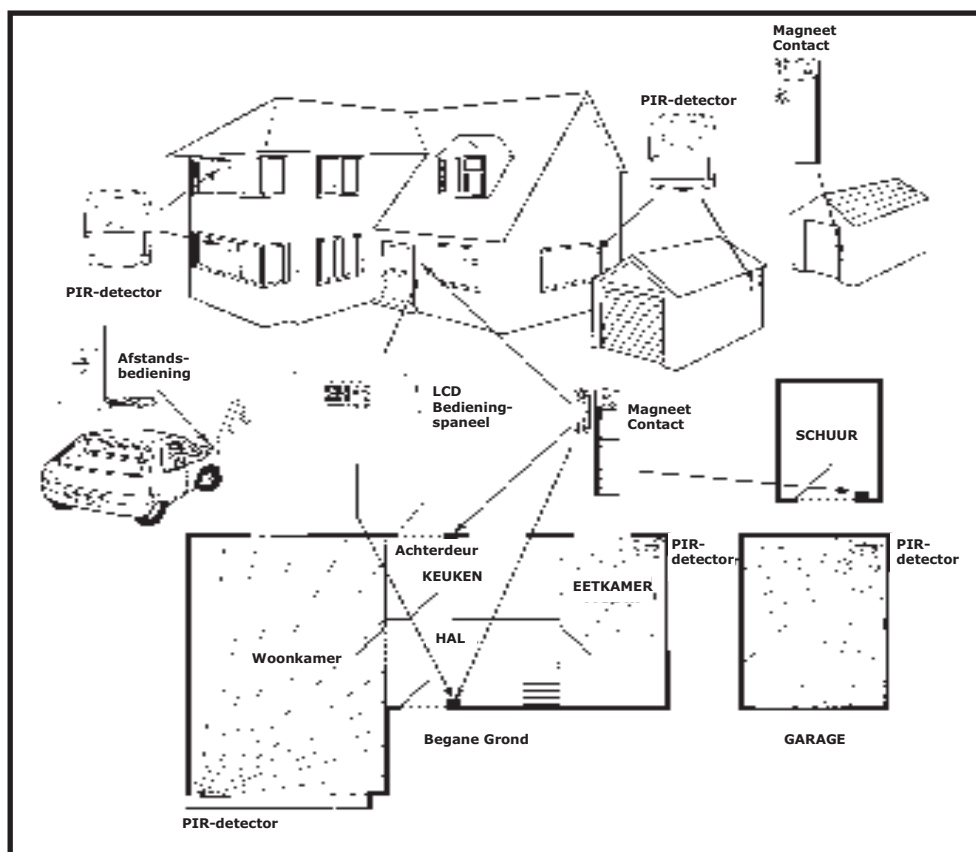 Magneet
Contact
PIR-detector
PIR-detector
Afstands-
bediening
LCD
Bediening-
spaneel
Magneet
Contact
SCHUUR
Achterdeur
KEUKEN
PIR-
detector
PIR-
detector
EETKAMER
HAL
Woonkamer
Begane Grond
GARAGE
PIR-detector